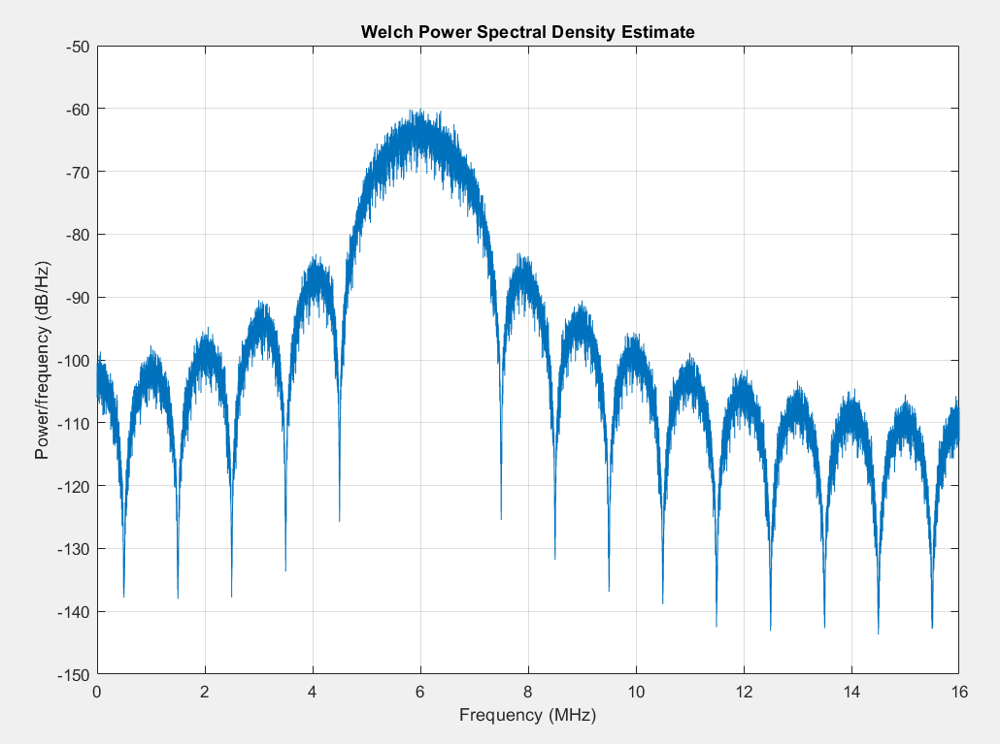 Welch Power Spectral Density Estimate
-50
-60
-70
-80
-90
-100
-110
-120
-130
-140
-150
Power/frequency (dB/Hz)
0 2 4 6 8 10 12 14 16
Frequency (MHz)